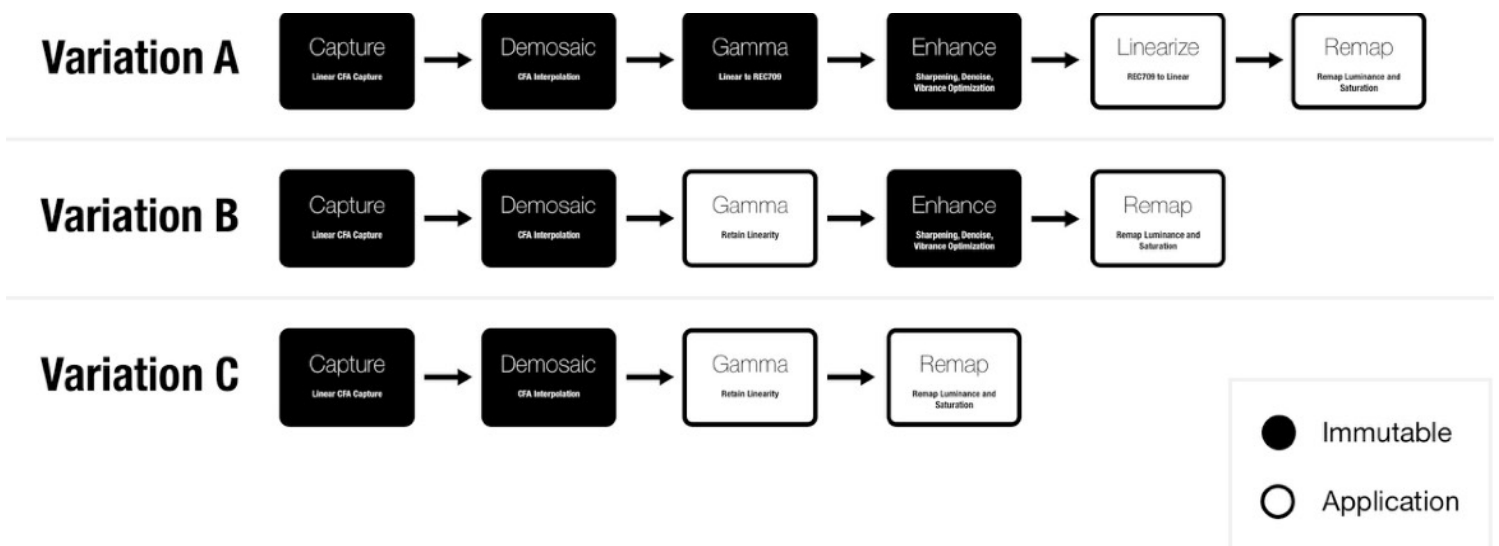 Variation A
Capture
Linear CFA Capture
Demosaic
CFA Interpolation
Gamma
Linear to REC709
Enhance
Sharpening, Denoise,
Vibrance Optimization
Linearize
REC709 to Linear
Remap
Remap Luminance and
Saturation
Variation B
Capture
Linear CFA Capture
Demosaic
CFA Interpolation
Gamma
Retain Linearity
Enhance
Sharpening, Denoise,
Vibrance Optimization
Remap
Remap Luminance and
Saturation
Variation C
Capture
Linear CFA Capture
Demosaic
CFA Interpolation
Gamma
Retain Linearity
Remap
Remap Luminance and
Saturation
Immutable
Application